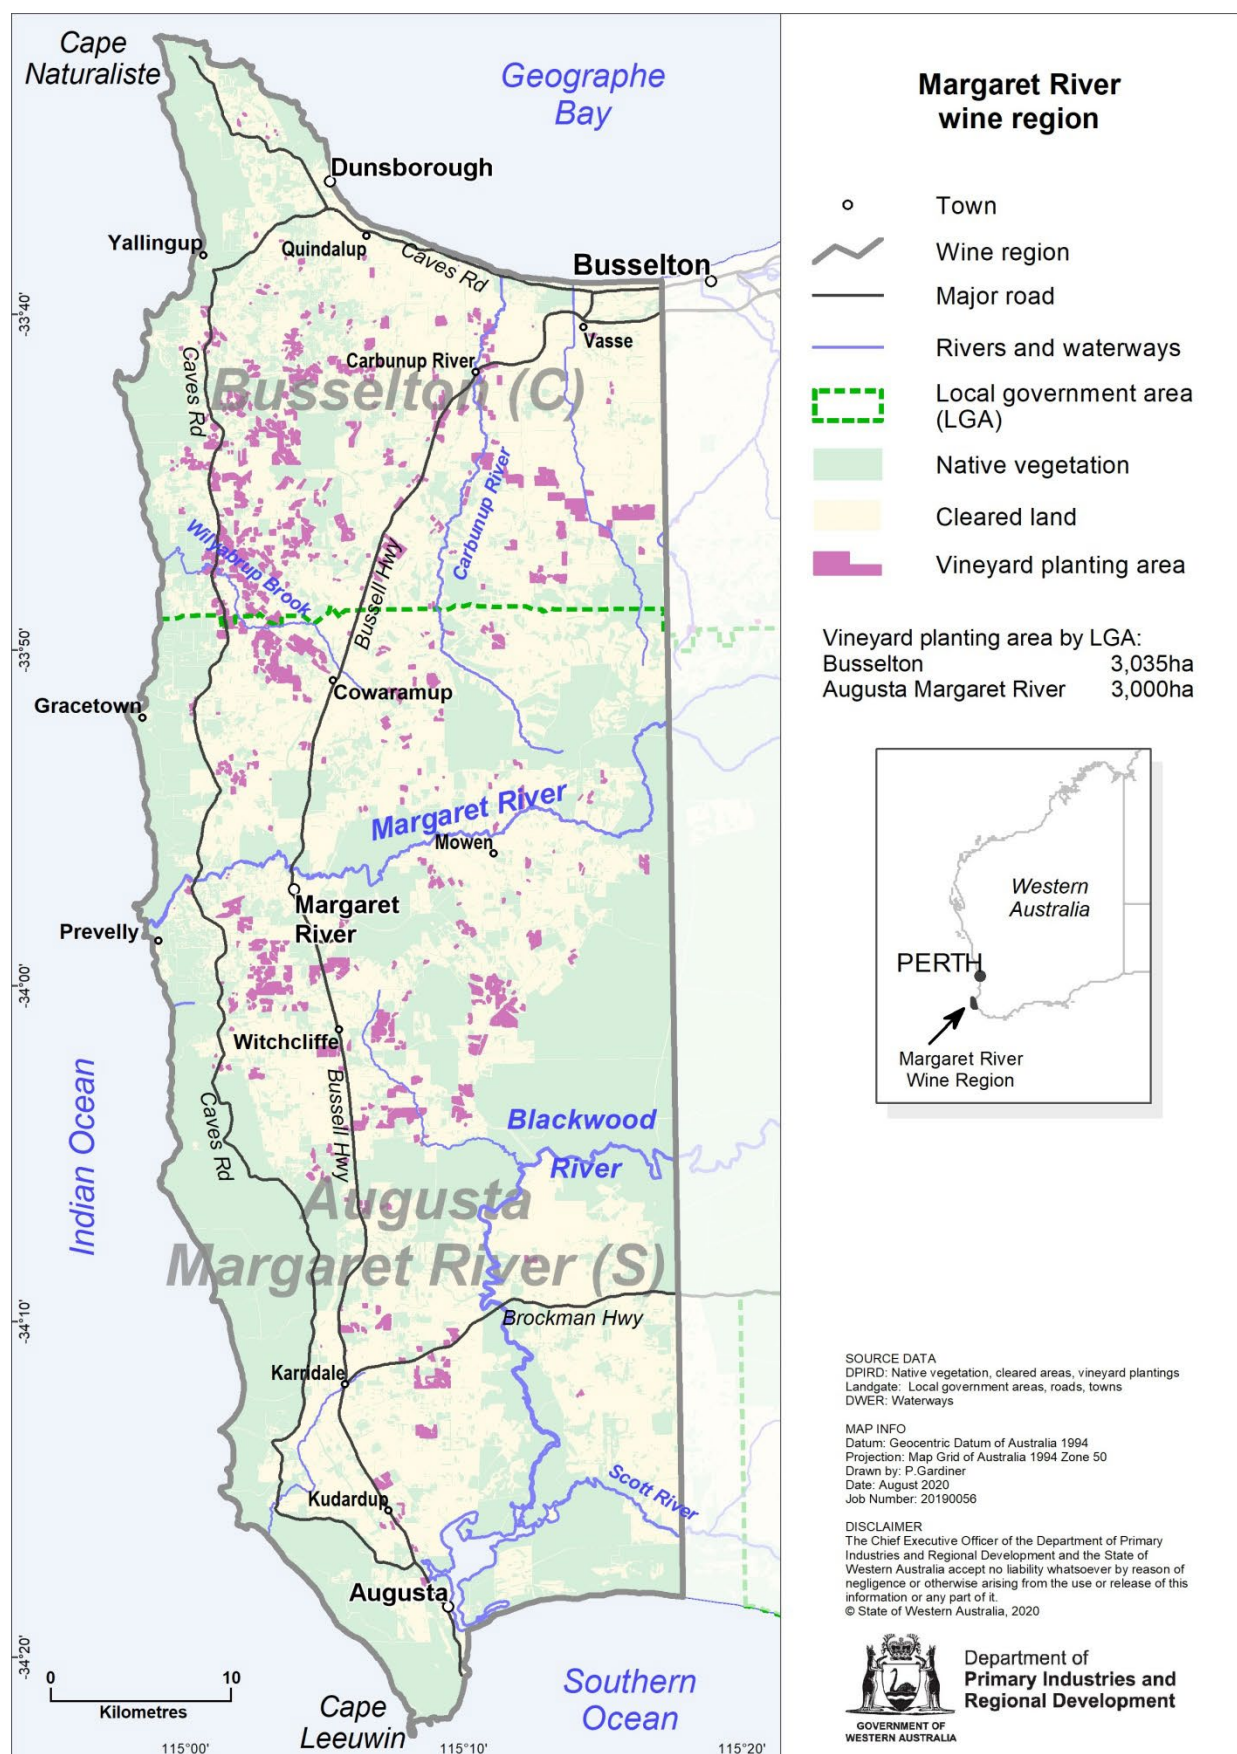 Cape
Naturaliste
Geographe
Bay
Dunsborough
Yallingup
Quindalup
Caves Rd
Busselton
Vasse
-33°40'
Carbunup River
Caves Rd
Busselton (C)
Carbunup River
Wilyabrup Brook
Bussell Hwy
-33°50'
Cowaramup
Gracetown
Margaret River
Mowen
Margaret
River
Prevelly
-34°00'
Witchcliffe
Indian Ocean
Caves Rd
Bussell Hwy
Blackwood
River
Augusta
Margaret River (S)
-34°10'
Brockman Hwy
Karridale
Kudardup
Scott River
Augusta
-34°20'
0 10
Kilometres
Cape
Leeuwin
Southern
Ocean
115°00' 115°10' 115°20'
Margaret River
wine region
Town
Wine region
Major road
Rivers and waterways
Local government area
(LGA)
Native vegetation
Cleared land
Vineyard planting area
Vineyard planting area by LGA:
Busselton 3,035ha
Augusta Margaret River 3,000ha
Western
Australia
PERTH
Margaret River
Wine Region
SOURCE DATA
DPIRD: Native vegetation, cleared areas, vineyard plantings
Landgate: Local government areas, roads, towns
DWER: Waterways
MAP INFO
Datum: Geocentric Datum of Australia 1994
Projection: Map Grid of Australia 1994 Zone 50
Drawn by: P.Gardiner
Date: August 2020
Job Number: 20190056
DISCLAIMER
The Chief Executive Officer of the Department of Primary
Industries and Regional Development and the State of
Western Australia accept no liability whatsoever by reason of
negligence or otherwise arising from the use or release of this
information or any part of it.
© State of Western Australia, 2020
GOVERNMENT OF
WESTERN AUSTRALIA
Department of
Primary Industries and
Regional Development